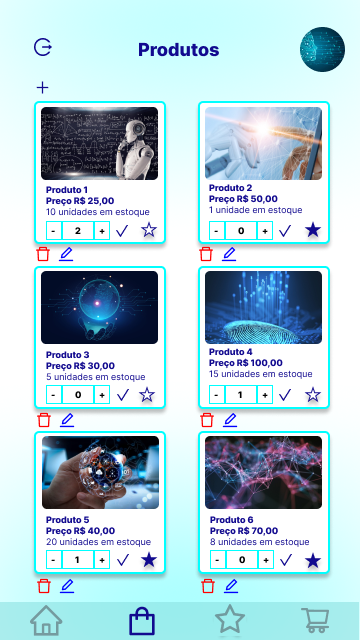 Produtos
Produto 1
Preço R$ 25,00
10 unidades em estoque
- 2 +
Produto 2
Preço R$ 50,00
1 unidade em estoque
- 0 +
Produto 3
Preço R$ 30,00
5 unidades em estoque
- 0 +
Produto 4
Preço R$ 100,00
15 unidades em estoque
- 1 +
Produto 5
Preço R$ 40,00
20 unidades em estoque
- 1 +
Produto 6
Preço R$ 70,00
8 unidades em estoque
- 0 +